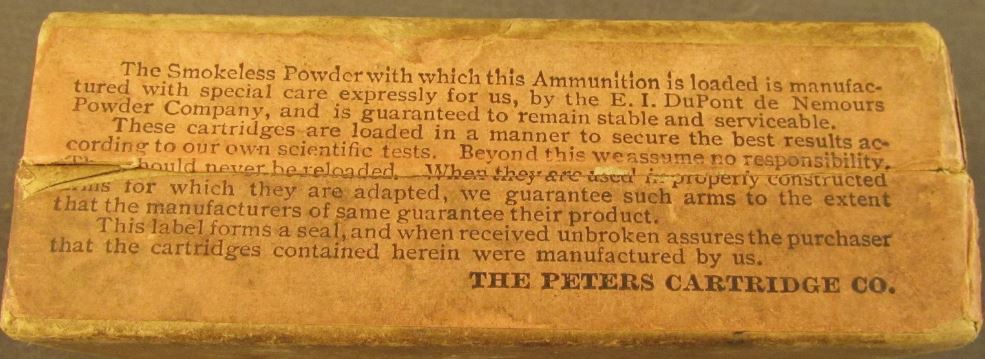 The Smokeless Powder with which this Ammunition is loaded is manufac-
tured with special care expressly for us, by the E. I. DuPont de Nemours
Powder Company, and is guaranteed to remain stable and serviceable.
These cartridges are loaded in a manner to secure the best results ac-
cording to our own scientific tests. Beyond this we assume no responsibility.
should never be reloaded. When they are used in properly constructed
arms for which they are adapted, we guarantee such arms to the extent
that the manufacturers of same guarantee their product.
This label forms a seal, and when received unbroken assures the purchaser
that the cartridges contained herein were manufactured by us.
THE PETERS CARTRIDGE CO.